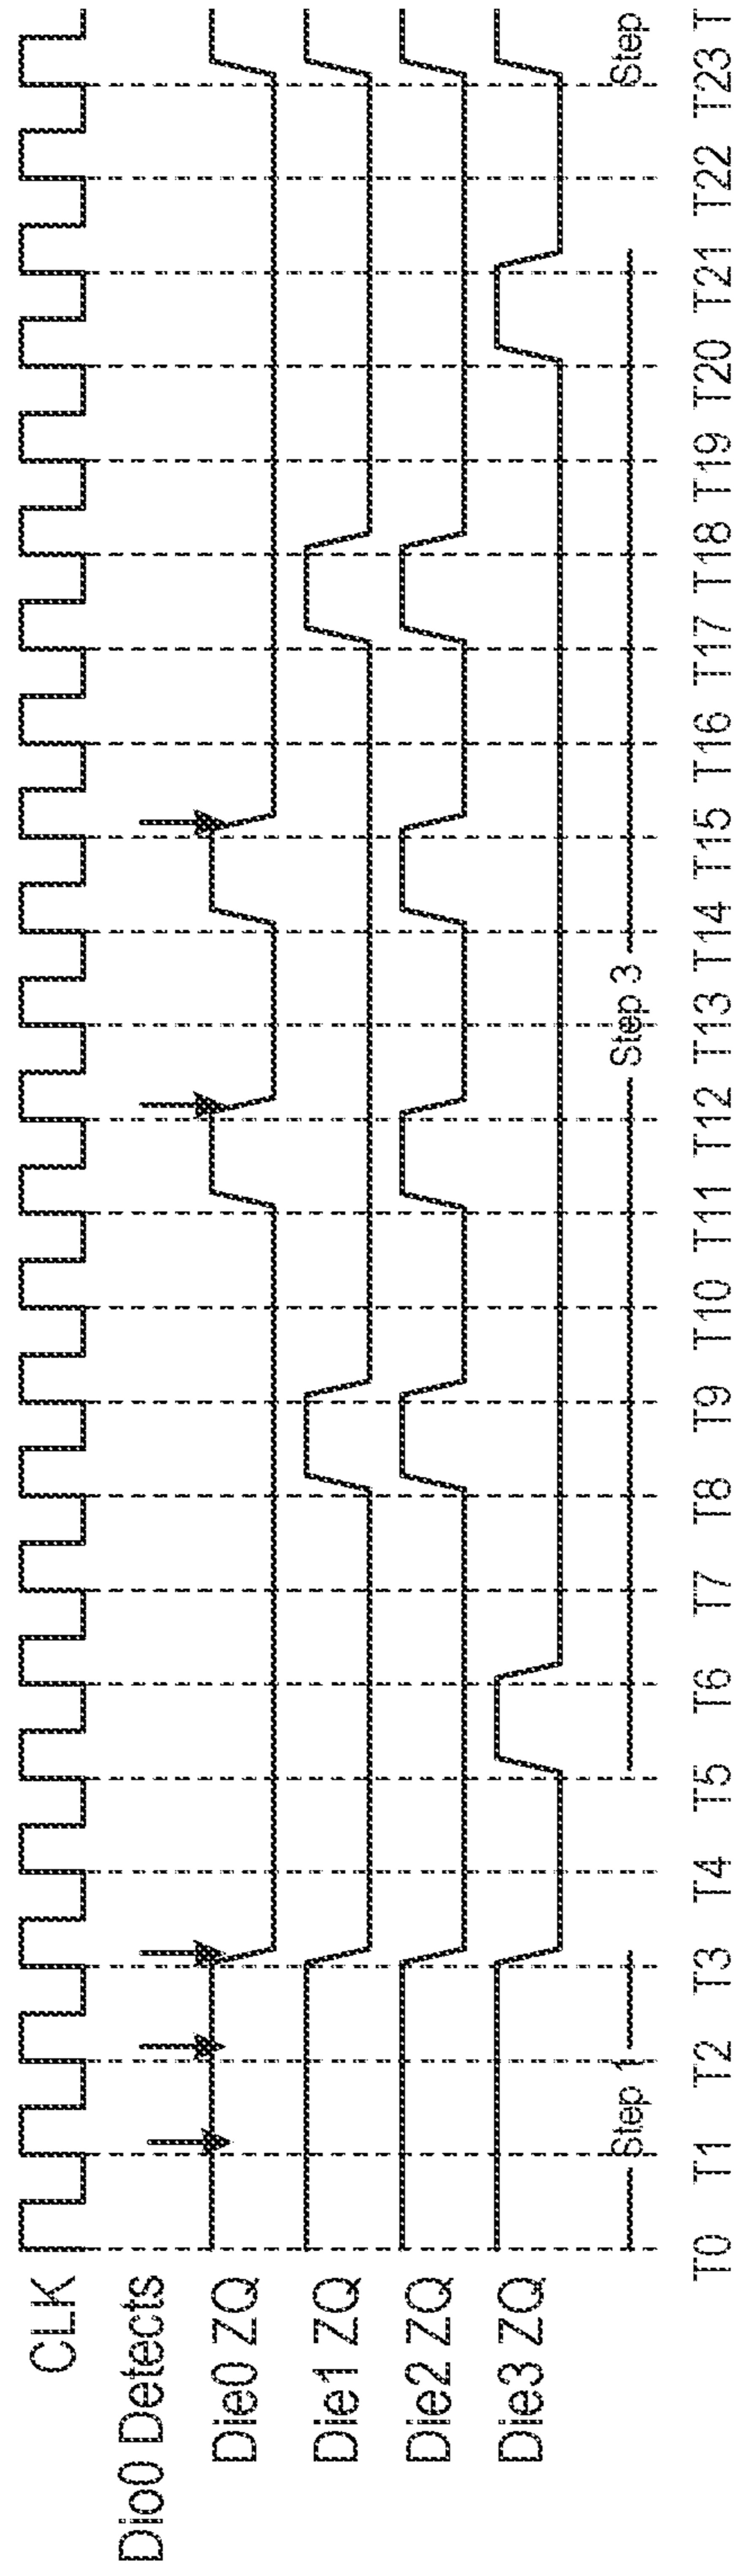 CLK
Dio0 Detects
Die0 ZQ
Die1 ZQ
Die2 ZQ
Die3 ZQ
Step 1 Step 3 Step
T0 T1 T2 T3 T4 T5 T6 T7 T8 T9 T10 T11 T12 T13 T14 T15 T16 T17 T18 T19 T20 T21 T22 T23 T